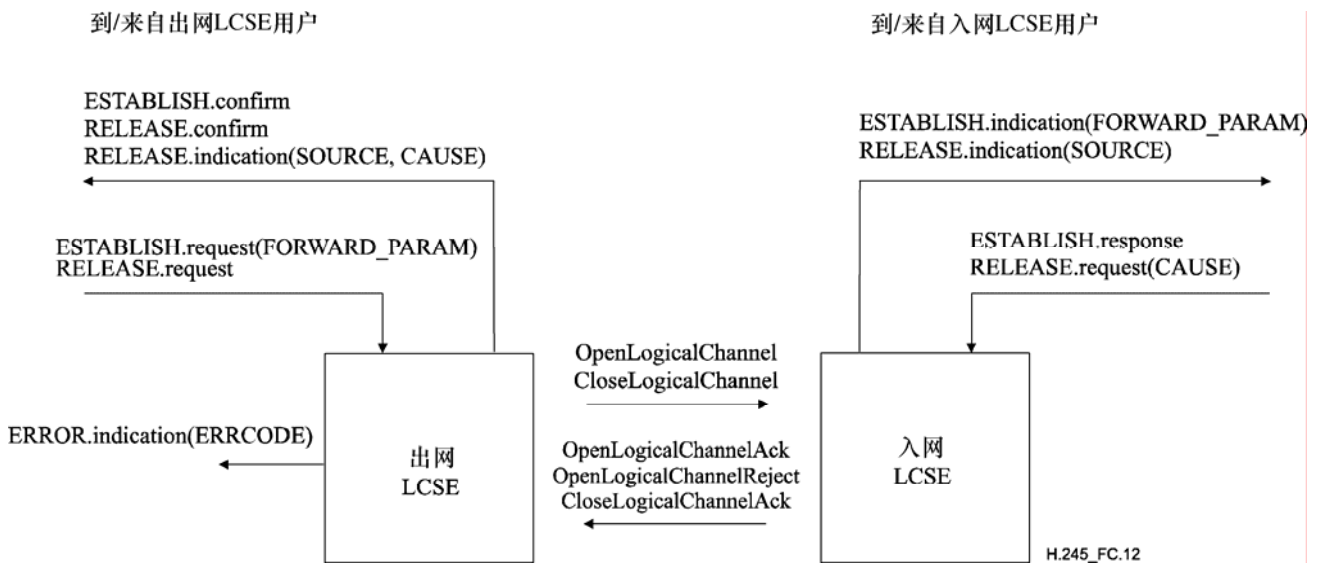 到/来自出网LCSE用户
到/来自入网LCSE用户
ESTABLISH.confirm
RELEASE.confirm
RELEASE.indication(SOURCE, CAUSE)
ESTABLISH.indication(FORWARD_PARAM)
RELEASE.indication(SOURCE)
ESTABLISH.request(FORWARD_PARAM)
RELEASE.request
ESTABLISH.response
RELEASE.request(CAUSE)
OpenLogicalChannel
CloseLogicalChannel
ERROR.indication(ERRCODE)
出网
LCSE
OpenLogicalChannelAck
OpenLogicalChannelReject
CloseLogicalChannelAck
入网
LCSE
H.245_FC.12